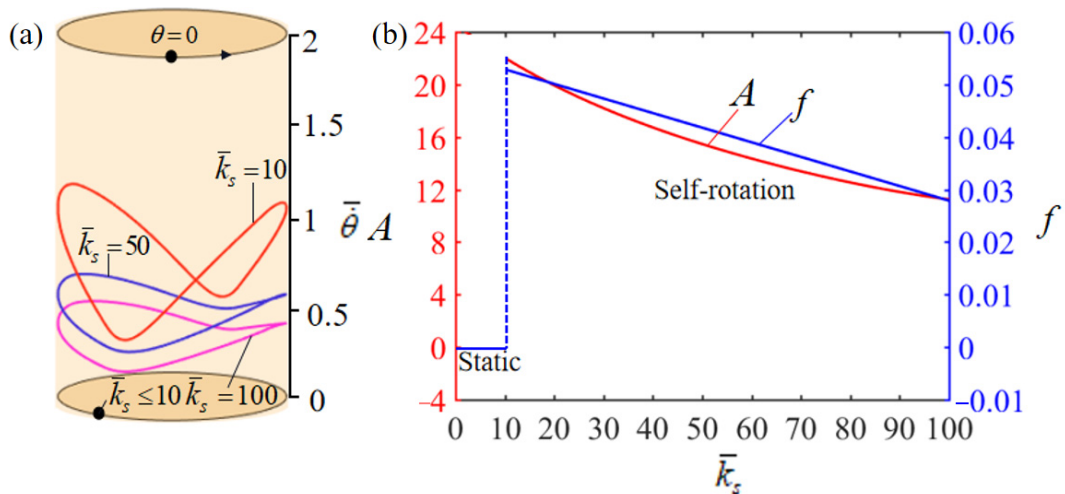 (a)
θ=0
2
1.5
k̄ₛ=10
1
θ̇̄
k̄ₛ=50
0.5
k̄ₛ≤10 k̄ₛ=100
0
(b)
A
24
20
16
12
8
4
0
−4
A
f
Self-rotation
Static
0.06
0.05
0.04
0.03
0.02
0.01
0
−0.01
f
0 10 20 30 40 50 60 70 80 90 100
k̄ₛ